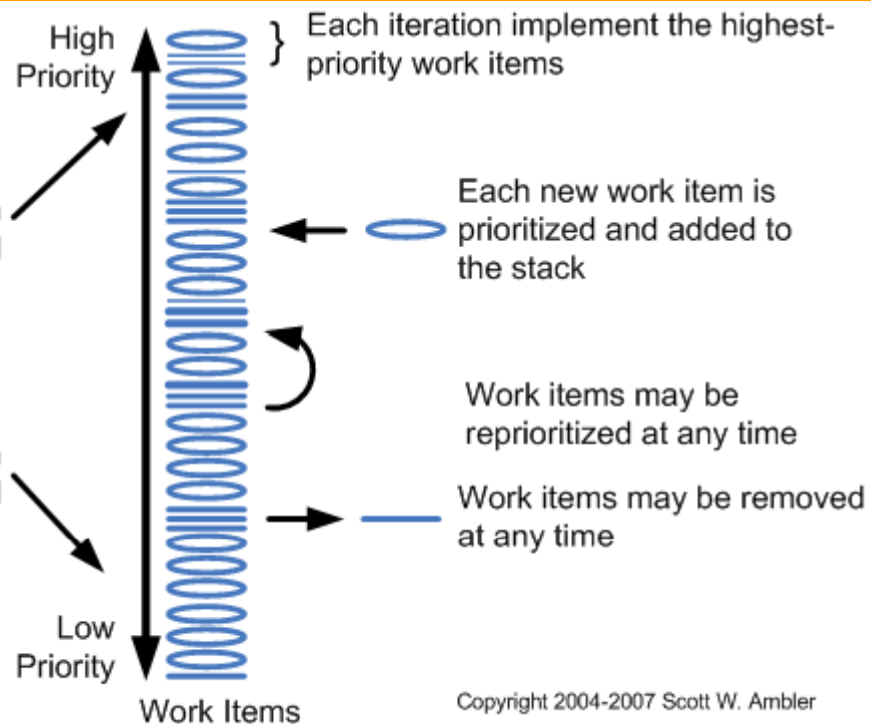 High
Priority
Each iteration implement the highest-
priority work items
Each new work item is
prioritized and added to
the stack
Work items may be
reprioritized at any time
Work items may be removed
at any time
Low
Priority
Work Items
Copyright 2004-2007 Scott W. Ambler